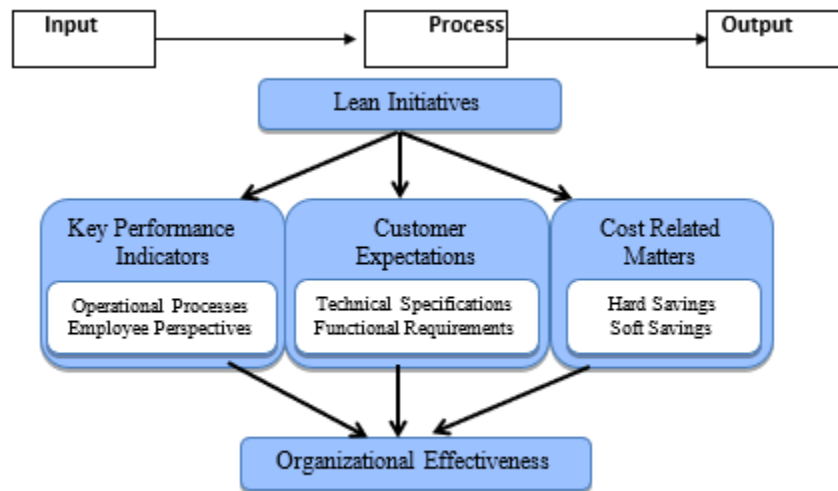 Input
Process
Output
Lean Initiatives
Key Performance
Indicators
Operational Processes
Employee Perspectives
Customer
Expectations
Technical Specifications
Functional Requirements
Cost Related
Matters
Hard Savings
Soft Savings
Organizational Effectiveness